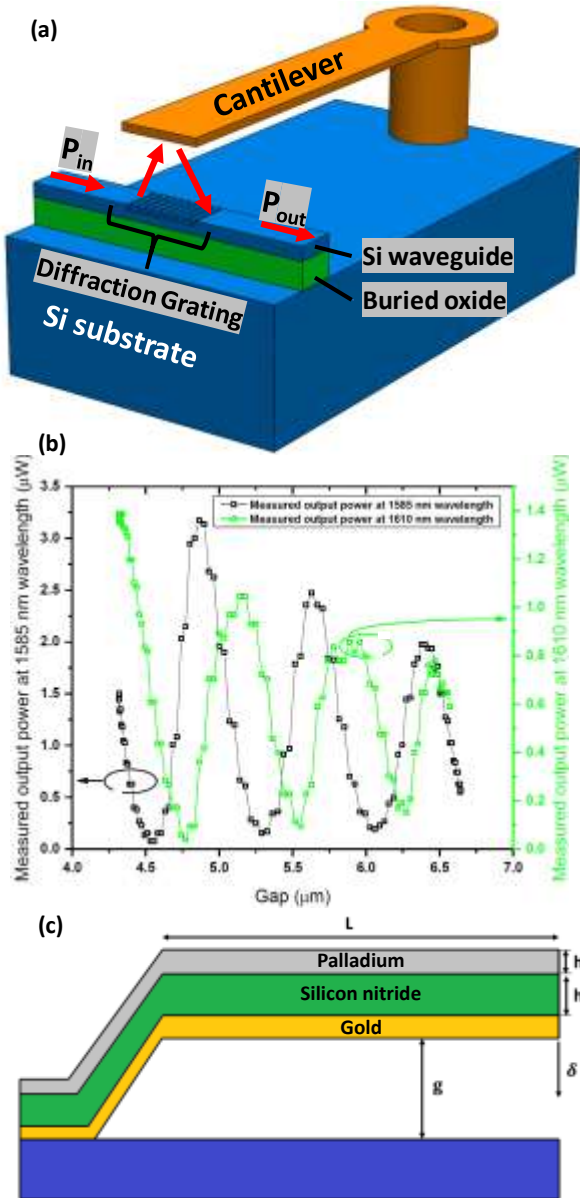 (a)
Cantilever
P_in
P_out
Si waveguide
Buried oxide
Diffraction Grating
Si substrate
(b)
Measured output power at 1585 nm wavelength (μW)
Measured output power at 1610 nm wavelength (μW)
Measured output power at 1585 nm wavelength
Measured output power at 1610 nm wavelength
3.5
3.0
2.5
2.0
1.5
1.0
0.5
0.0
1.4
1.2
1.0
0.8
0.6
0.4
0.2
0.0
4.0 4.5 5.0 5.5 6.0 6.5 7.0
Gap (μm)
(c)
L
Palladium
h
Silicon nitride
h
Gold
g
δ